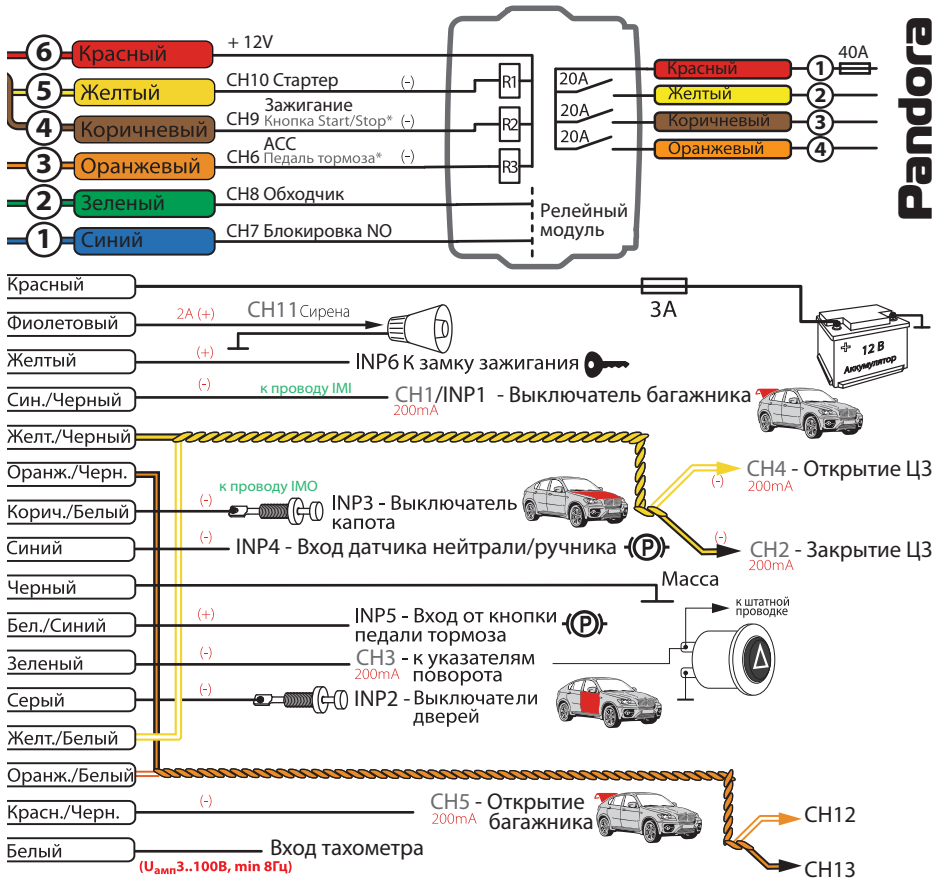 Pandora
6 Красный + 12V
5 Желтый CH10 Стартер (-) R1
4 Коричневый Зажигание
CH9 Кнопка Start/Stop* (-) R2
3 Оранжевый ACC
CH6 Педаль тормоза* (-) R3
2 Зеленый CH8 Обходчик
1 Синий CH7 Блокировка NO
Релейный
модуль
20A
20A
20A
Красный 1 40A
Желтый 2
Коричневый 3
Оранжевый 4
Красный 3A
12 В
Аккумулятор
Фиолетовый 2A (+) CH11 Сирена
Желтый (+) INP6 К замку зажигания
Син./Черный (-) к проводу IMI CH1/INP1 - Выключатель багажника
200mA
Желт./Черный
Оранж./Черн.
CH4 - Открытие ЦЗ
(-) 200mA
Корич./Белый (-) к проводу IMO INP3 - Выключатель
капота
Синий (-) INP4 - Вход датчика нейтрали/ручника (P)
(-) CH2 - Закрытие ЦЗ
200mA
Черный Масса
Бел./Синий (+) INP5 - Вход от кнопки
педали тормоза (P)
к штатной
проводке
Зеленый (-) CH3 - к указателям
200mA поворота
Серый (-) INP2 - Выключатели
дверей
Желт./Белый
Оранж./Белый
Красн./Черн. (-) CH5 - Открытие
200mA багажника
CH12
Белый Вход тахометра
(Uамп3..100В, min 8Гц)
CH13